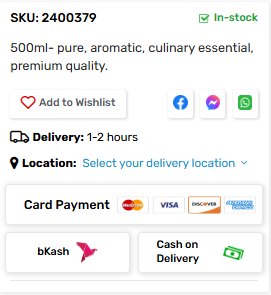 SKU: 2400379 In-stock
500ml- pure, aromatic, culinary essential,
premium quality.
Add to Wishlist
Delivery: 1-2 hours
Location: Select your delivery location
Card Payment VISA DISCOVER
bKash
Cash on
Delivery